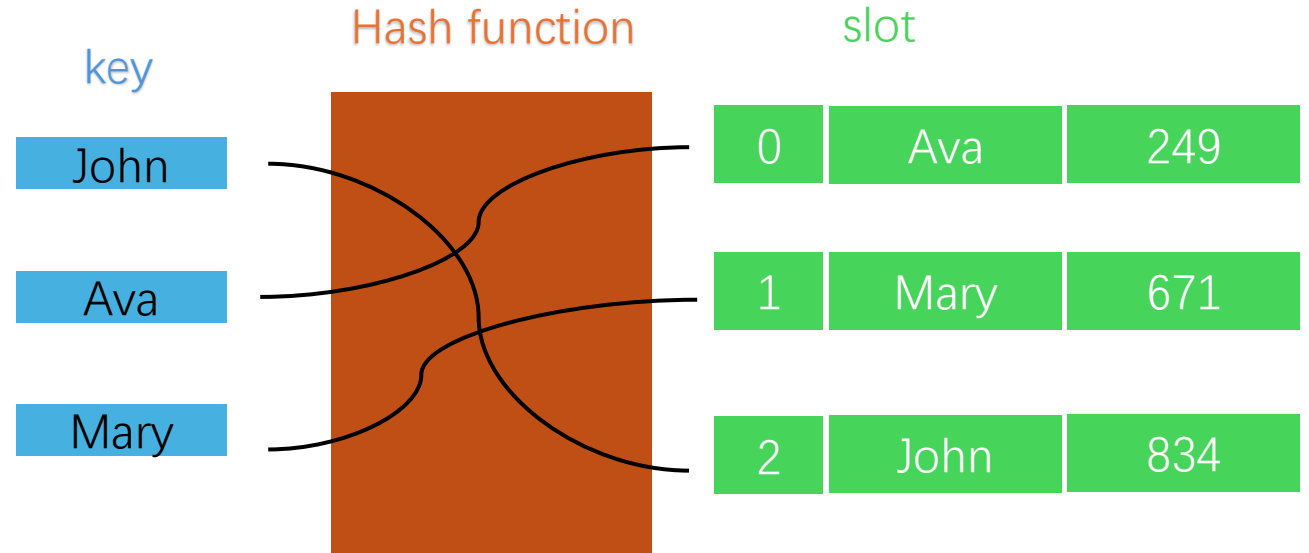 Hash function
slot
key
John
Ava
Mary
0 Ava 249
1 Mary 671
2 John 834